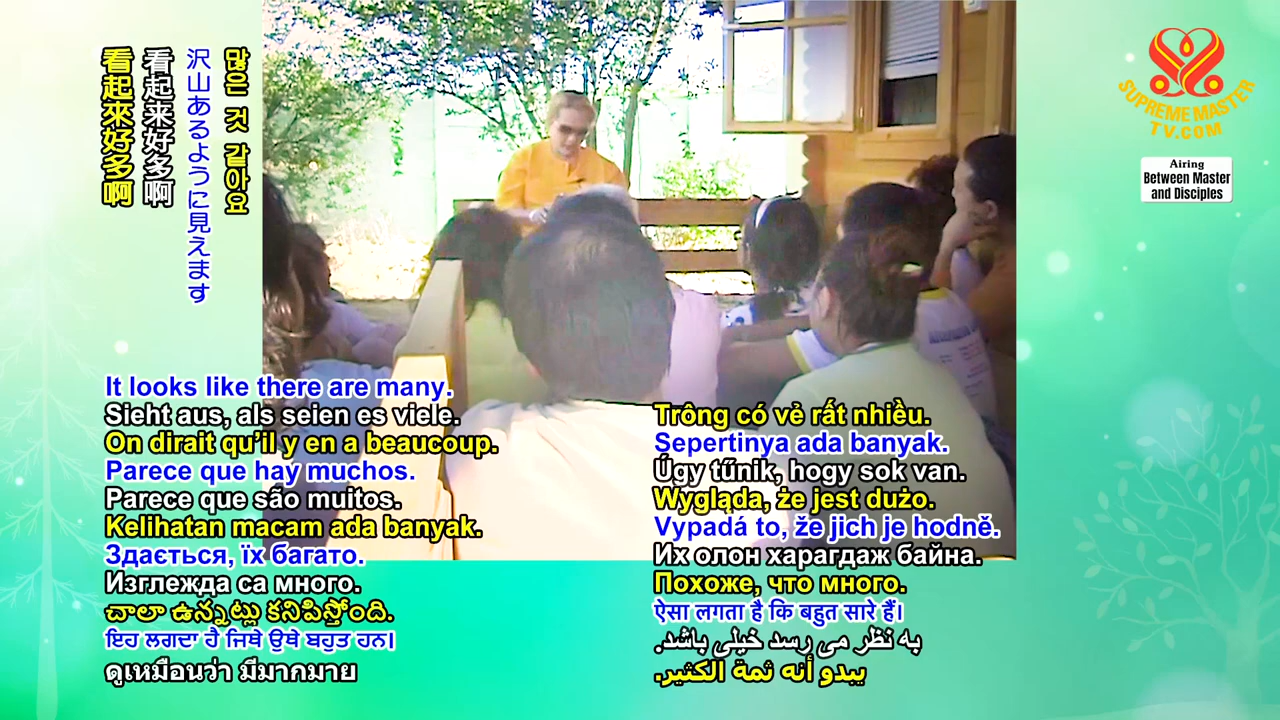 看起來好多啊
看起来好多啊
沢山あるように見えます
많은 것 같아요
SUPREME MASTER
TV.COM
Airing
Between Master
and Disciples
It looks like there are many.
Sieht aus, als seien es viele.
On dirait qu'il y en a beaucoup.
Parece que hay muchos.
Parece que são muitos.
Kelihatan macam ada banyak.
Здається, їх багато.
Изглежда са много.
చాలా ఉన్నట్లు కనిపిస్తోంది.
ਇਹ ਲਗਦਾ ਹੈ ਜਿਥੇ ਉਥੇ ਬਹੁਤ ਹਨ।
ดูเหมือนว่า มีมากมาย
Trông có vẻ rất nhiều.
Sepertinya ada banyak.
Úgy tűnik, hogy sok van.
Wygląda, że jest dużo.
Vypadá to, že jich je hodně.
Их олон харагдаж байна.
Похоже, что много.
ऐसा लगता है कि बहुत सारे हैं।
به نظر می رسد خیلی باشد.
يبدو أنه ثمة الكثير.